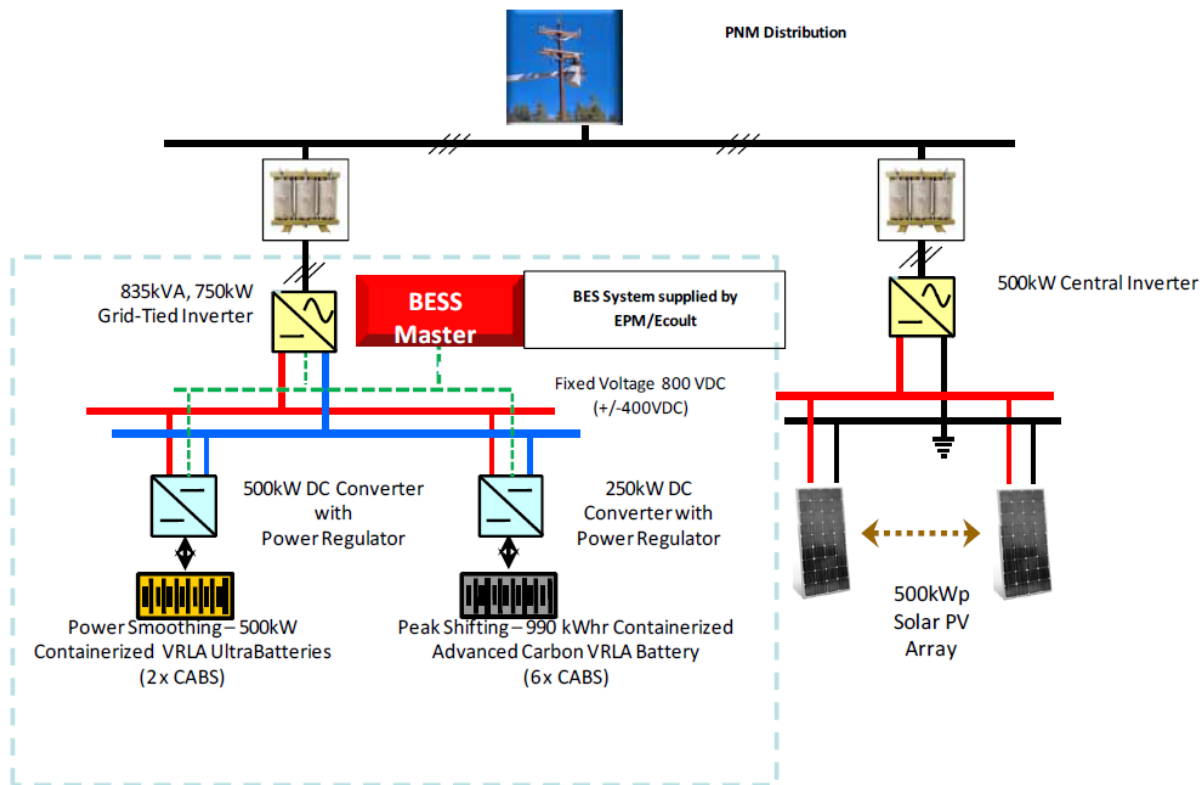 PNM Distribution
835kVA, 750kW
Grid-Tied Inverter
BESS
Master
BES System supplied by
EPM/Ecoult
500kW Central Inverter
Fixed Voltage 800 VDC
(+/-400VDC)
500kW DC Converter
with
Power Regulator
250kW DC
Converter with
Power Regulator
Power Smoothing – 500kW
Containerized VRLA UltraBatteries
(2 x CABS)
Peak Shifting – 990 kWhr Containerized
Advanced Carbon VRLA Battery
(6 x CABS)
500kWp
Solar PV
Array